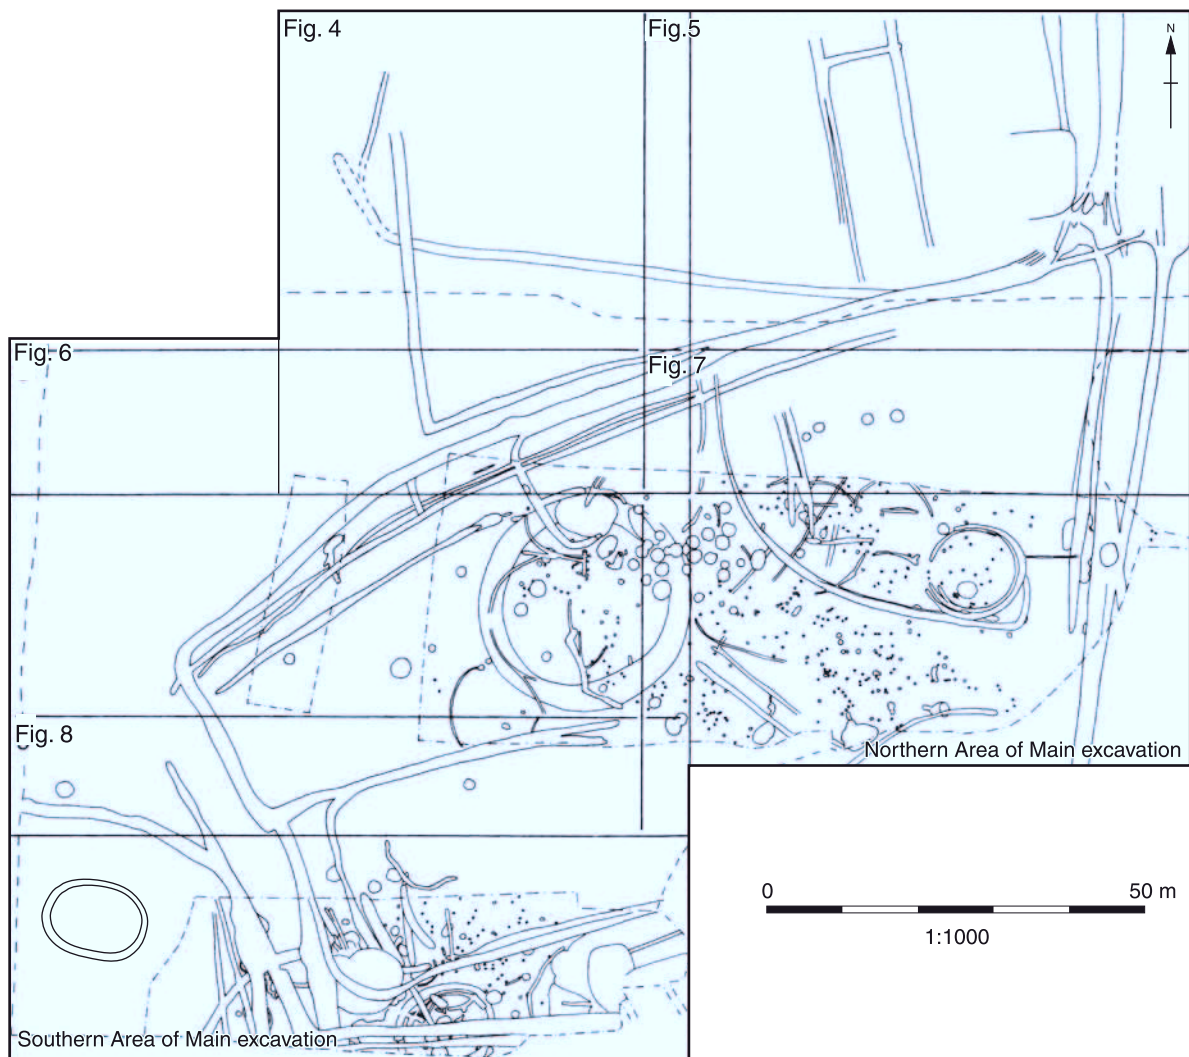 Fig. 4
Fig.5
N
Fig. 6
Fig. 7
Fig. 8
Northern Area of Main excavation
0
50 m
1:1000
Southern Area of Main excavation